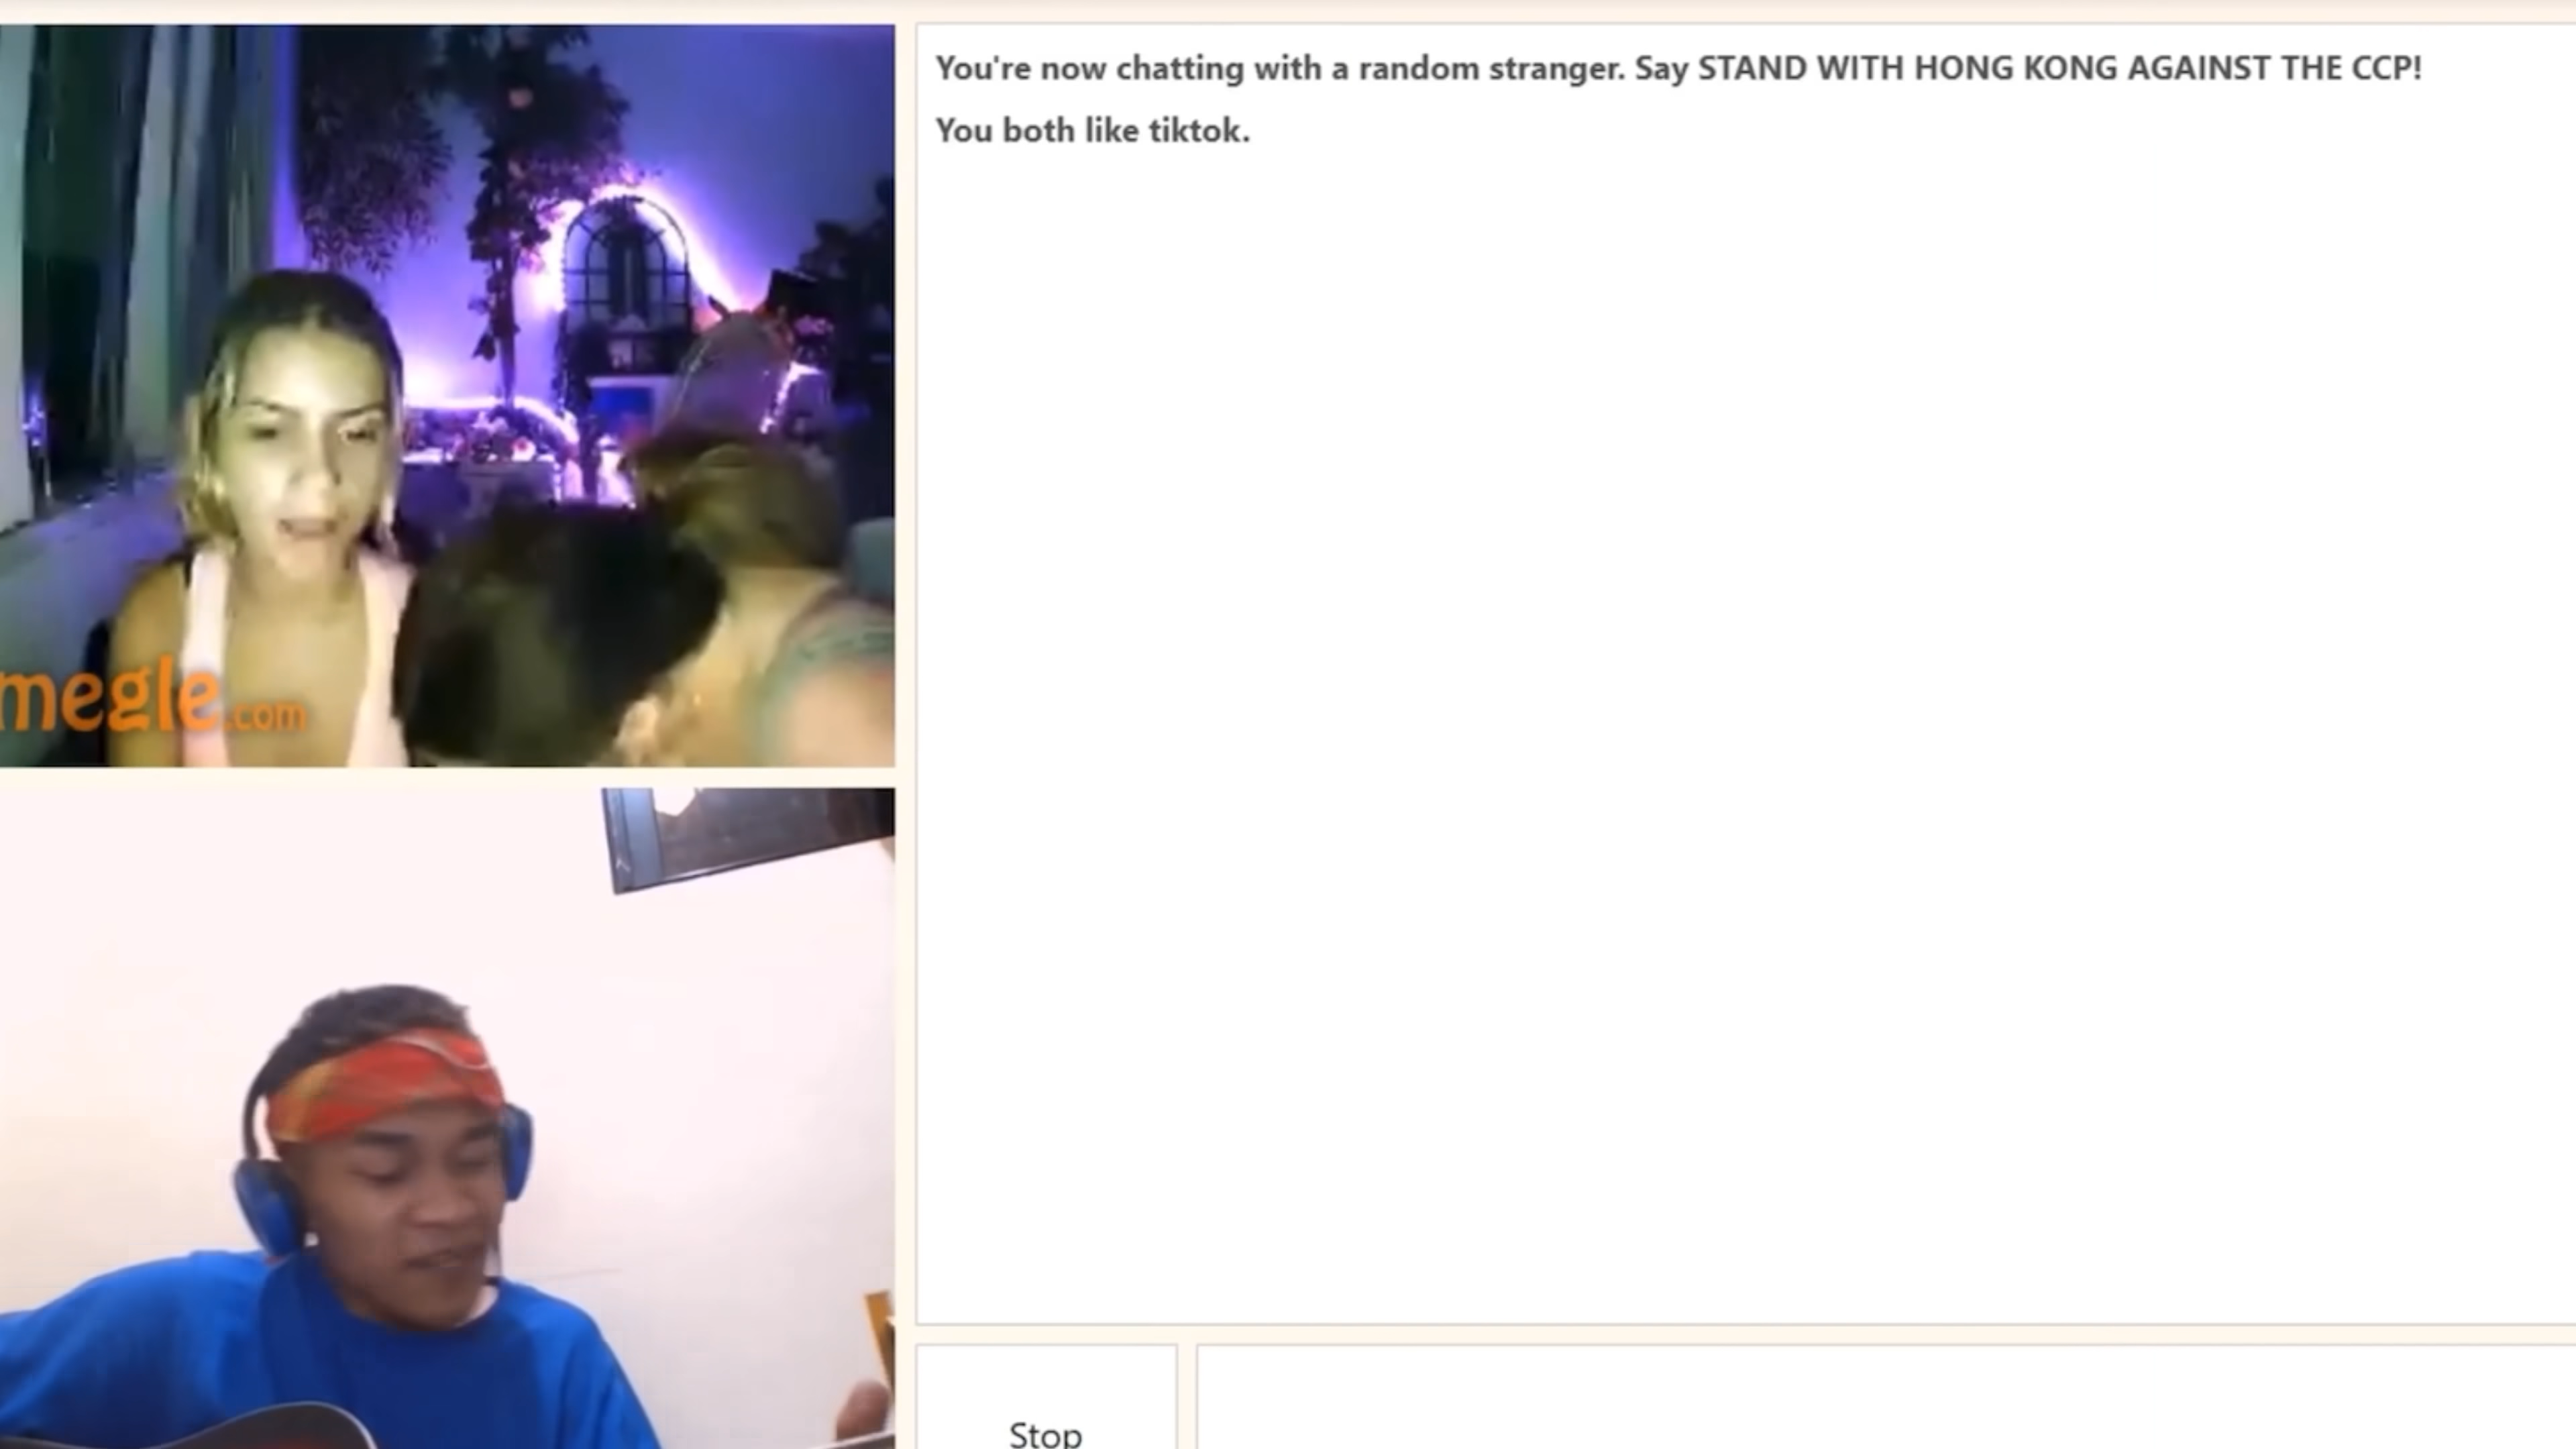 You're now chatting with a random stranger. Say STAND WITH HONG KONG AGAINST THE CCP!
You both like tiktok.
megle.com
Stop